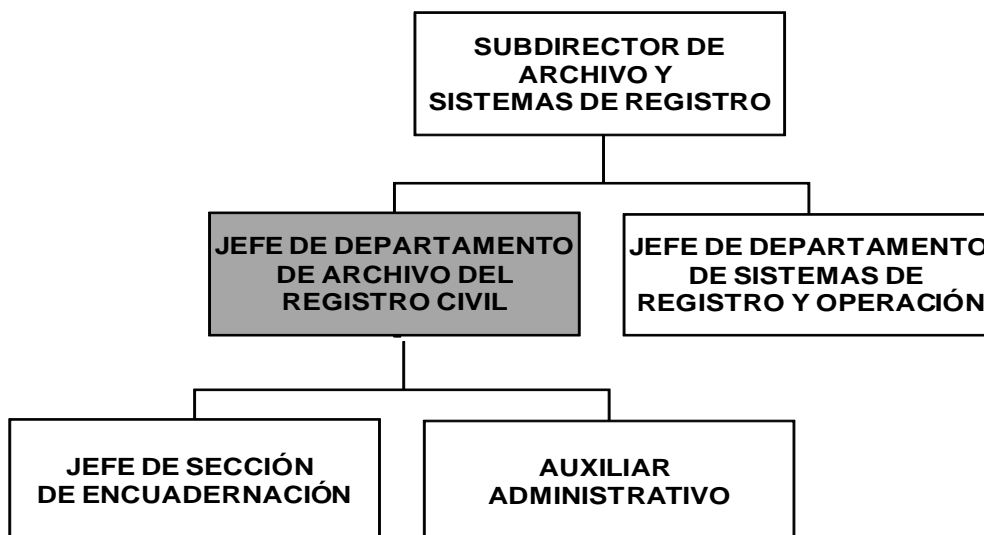 SUBDIRECTOR DE
ARCHIVO Y
SISTEMAS DE REGISTRO
JEFE DE DEPARTAMENTO
DE ARCHIVO DEL
REGISTRO CIVIL
JEFE DE DEPARTAMENTO
DE SISTEMAS DE
REGISTRO Y OPERACIÓN
JEFE DE SECCIÓN
DE ENCUADERNACIÓN
AUXILIAR
ADMINISTRATIVO